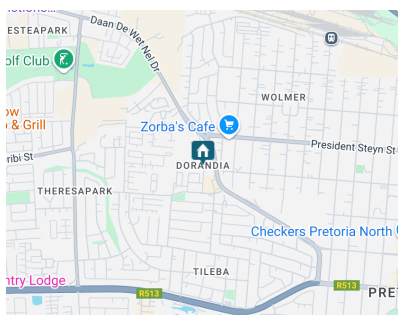 ESTEAPARK
Daan De Wet Nel Dr
olf Club
WOLMER
ow
o & Grill
Zorba's Cafe
President Steyn St
ribi St
DORANDIA
THERESAPARK
Checkers Pretoria North
TILEBA
ntry Lodge
R513
R513
PRET